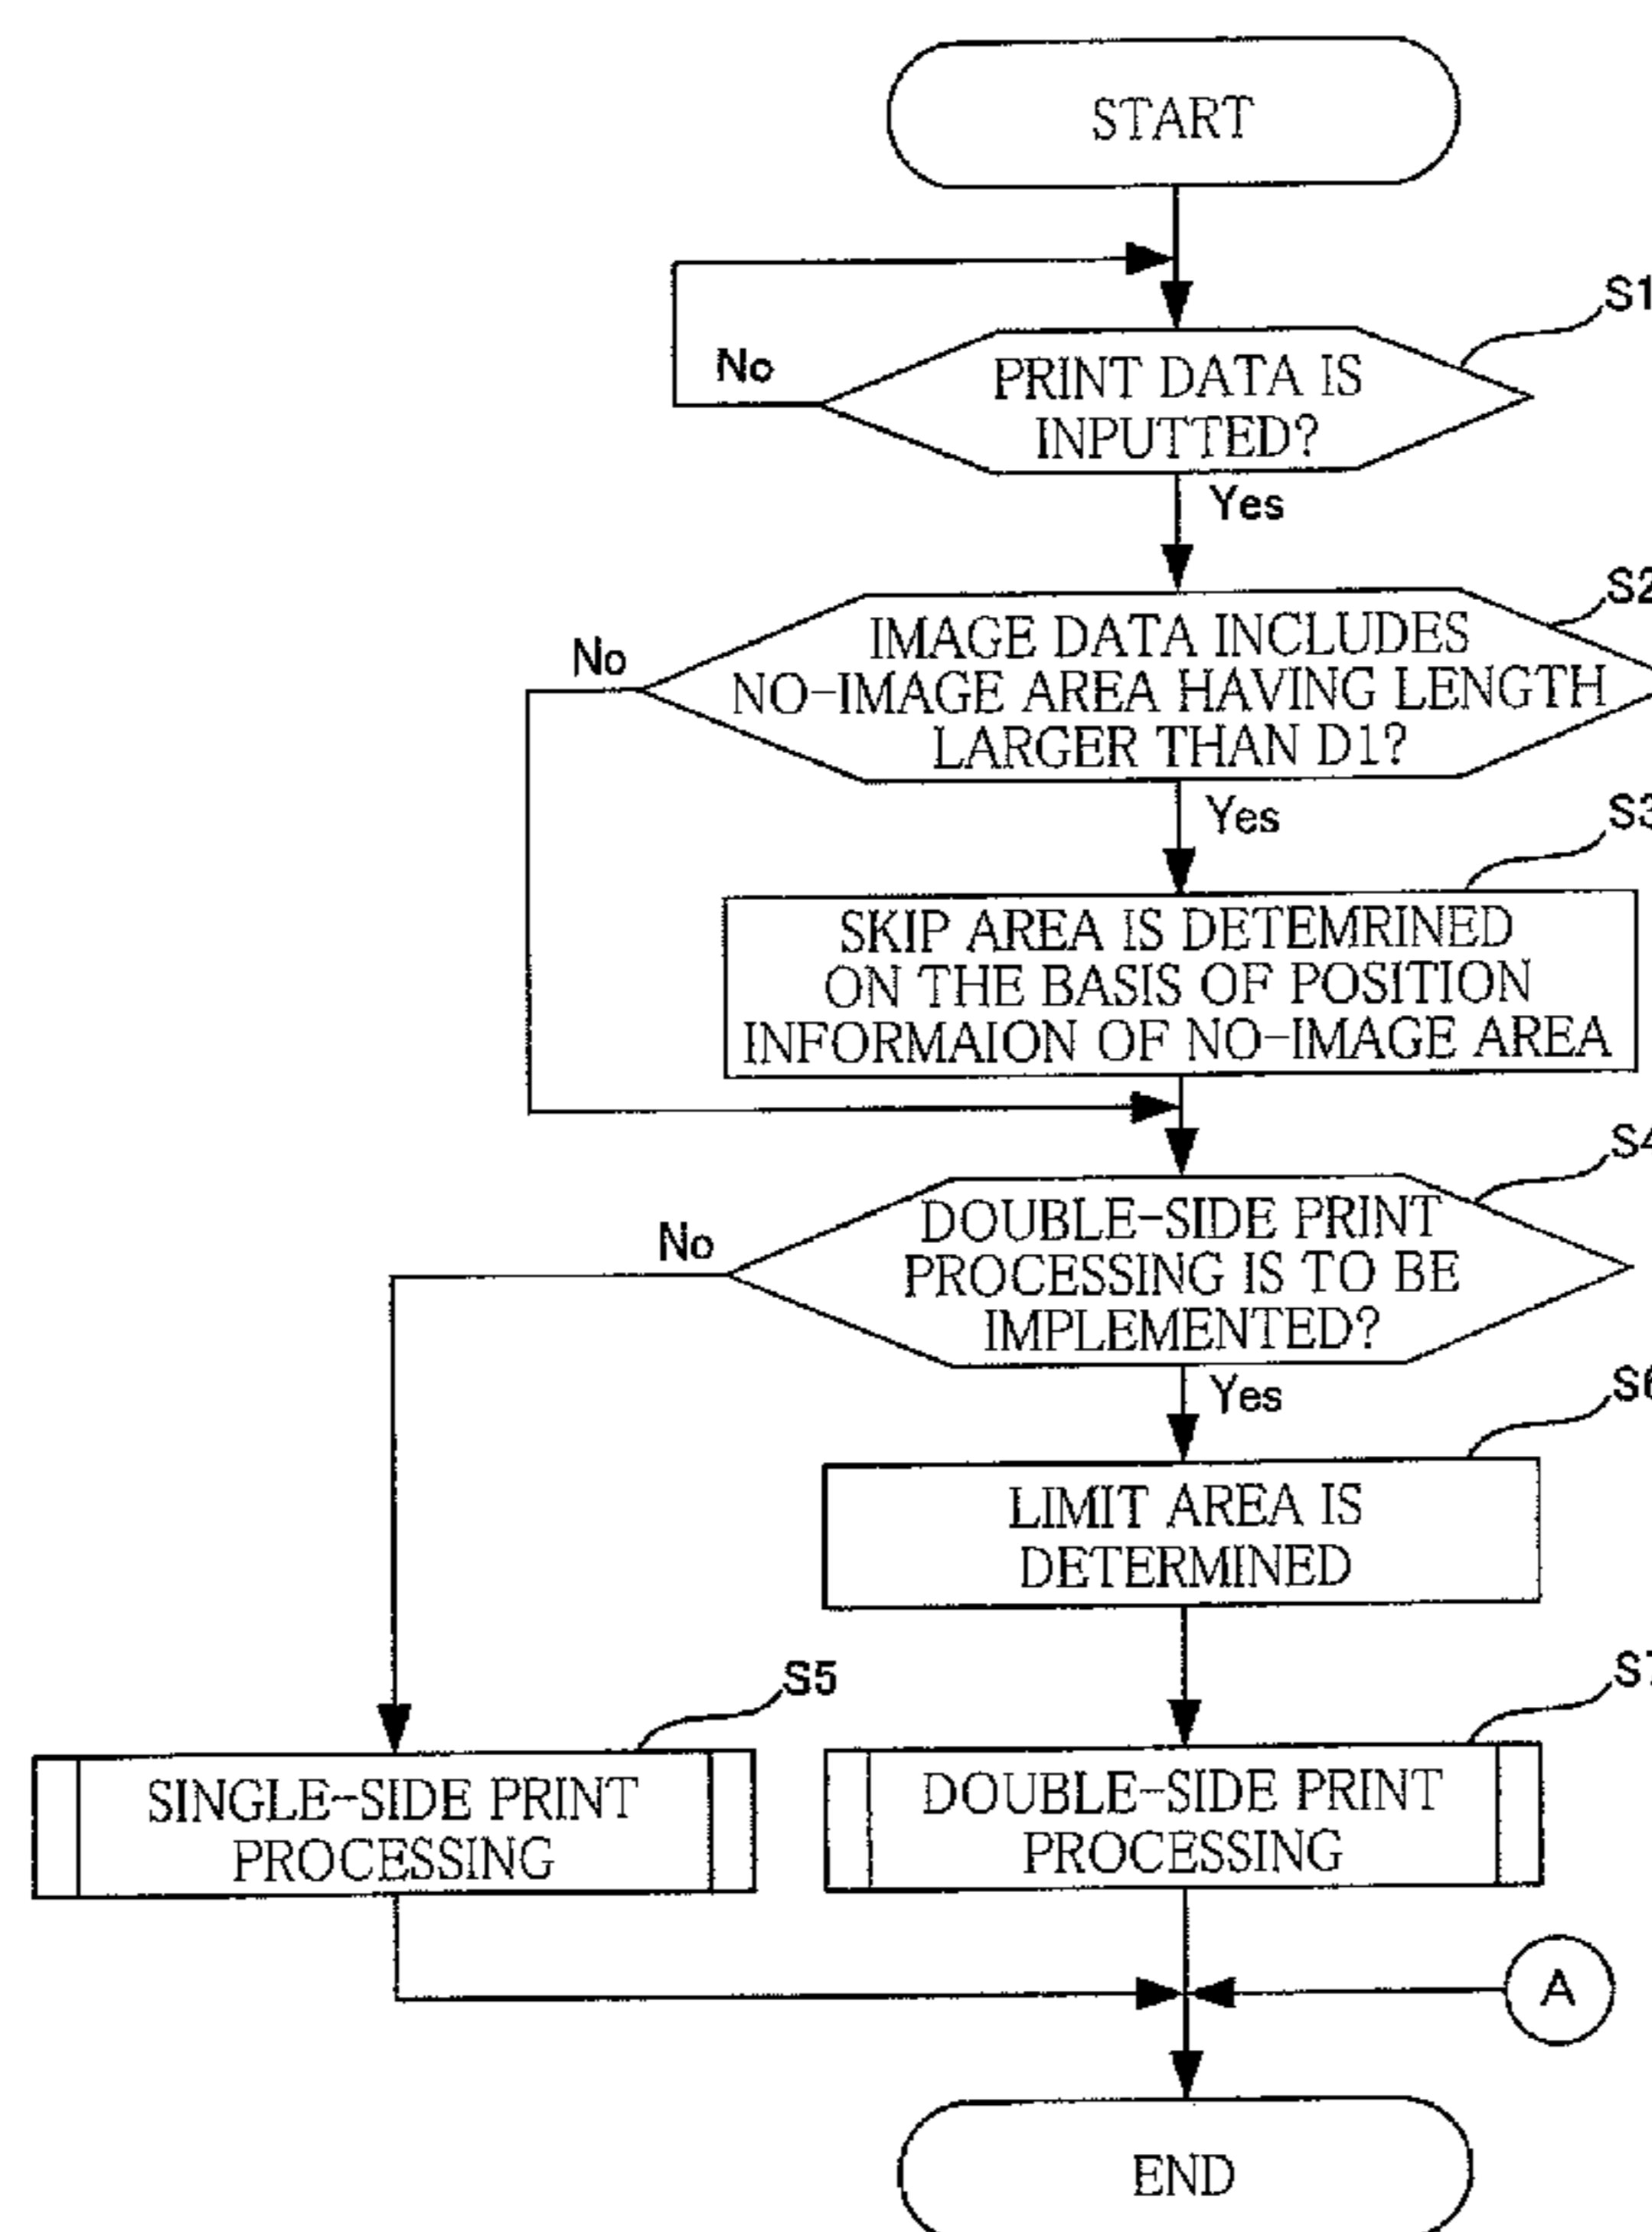 START
S1
No
PRINT DATA IS
INPUTTED?
Yes
S2
No
IMAGE DATA INCLUDES
NO-IMAGE AREA HAVING LENGTH
LARGER THAN D1?
Yes
S3
SKIP AREA IS DETEMRINED
ON THE BASIS OF POSITION
INFORMAION OF NO-IMAGE AREA
S4
No
DOUBLE-SIDE PRINT
PROCESSING IS TO BE
IMPLEMENTED?
Yes
S6
LIMIT AREA IS
DETERMINED
S5
S7
SINGLE-SIDE PRINT
PROCESSING
DOUBLE-SIDE PRINT
PROCESSING
A
END